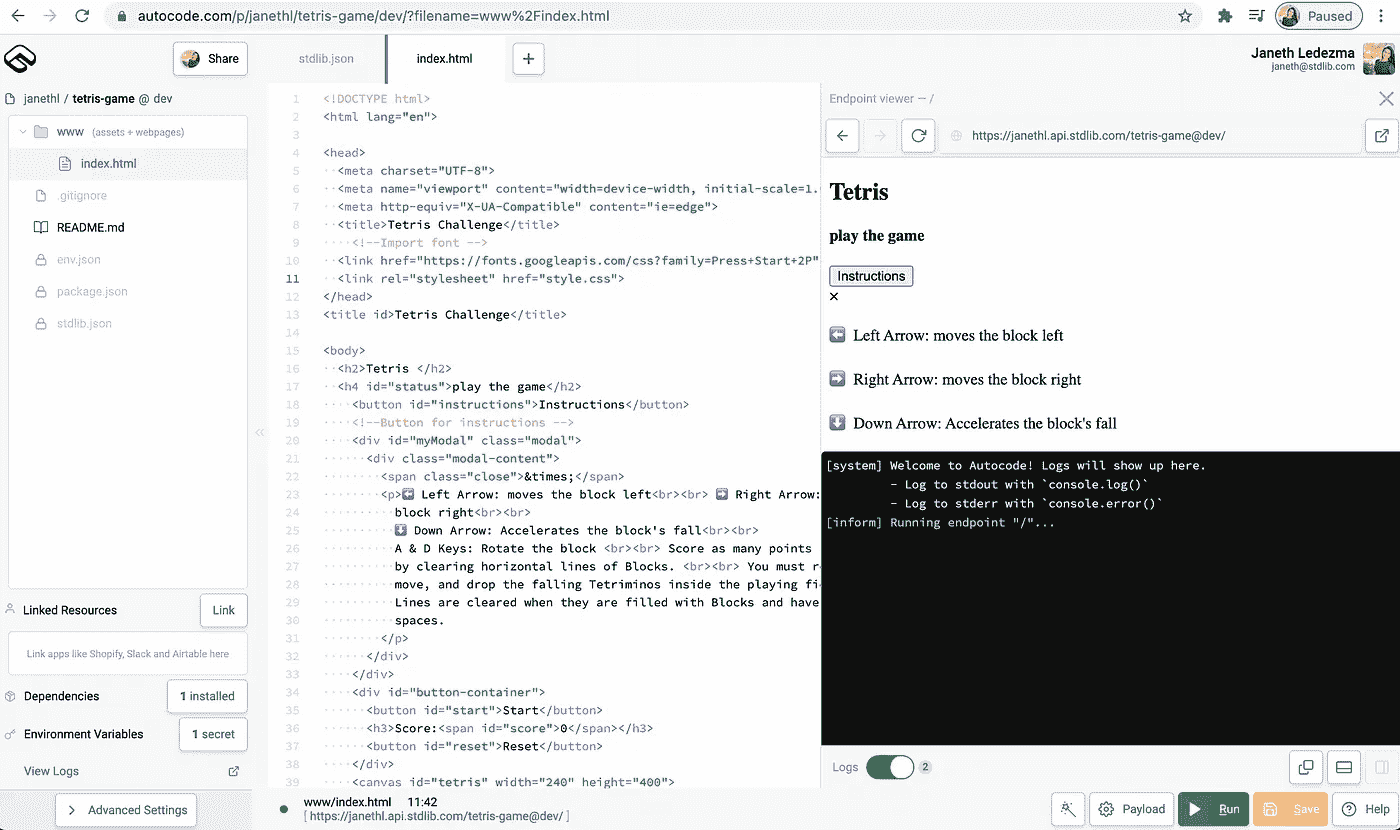 autocode.com/p/janethl/tetris-game/dev/?filename=www%2Findex.html
Paused
Share
stdlib.json
index.html
+
Janeth Ledezma
janeth@stdlib.com
janethl / tetris-game @ dev
www (assets + webpages)
index.html
.gitignore
README.md
env.json
package.json
stdlib.json
Linked Resources
Link
Link apps like Shopify, Slack and Airtable here
Dependencies
1 installed
Environment Variables
1 secret
View Logs
Advanced Settings
1 <!DOCTYPE html>
2 <html lang="en">
3
4 <head>
5 <meta charset="UTF-8">
6 <meta name="viewport" content="width=device-width, initial-scale=1.
7 <meta http-equiv="X-UA-Compatible" content="ie=edge">
8 <title>Tetris Challenge</title>
9 <!--Import font -->
10 <link href="https://fonts.googleapis.com/css?family=Press+Start+2P"
11 <link rel="stylesheet" href="style.css">
12 </head>
13 <title id>Tetris Challenge</title>
14
15 <body>
16 <h2>Tetris </h2>
17 <h4 id="status">play the game</h2>
18 <button id="instructions">Instructions</button>
19 <!--Button for instructions -->
20 <div id="myModal" class="modal">
21 <div class="modal-content">
22 <span class="close">&times;</span>
23 <p>⬅️ Left Arrow: moves the block left<br><br> ➡️ Right Arrow:
24 block right<br><br>
25 ⬇️ Down Arrow: Accelerates the block's fall<br><br>
26 A & D Keys: Rotate the block <br><br> Score as many points
27 by clearing horizontal lines of Blocks. <br><br> You must r
28 move, and drop the falling Tetriminos inside the playing fi
29 Lines are cleared when they are filled with Blocks and have
30 spaces.
31 </p>
32 </div>
33 </div>
34 <div id="button-container">
35 <button id="start">Start</button>
36 <h3>Score:<span id="score">0</span></h3>
37 <button id="reset">Reset</button>
38 </div>
39 <canvas id="tetris" width="240" height="400">
www/index.html 11:42
[ https://janethl.api.stdlib.com/tetris-game@dev/ ]
Endpoint viewer — /
https://janethl.api.stdlib.com/tetris-game@dev/
Tetris
play the game
Instructions
×
⬅️ Left Arrow: moves the block left
➡️ Right Arrow: moves the block right
⬇️ Down Arrow: Accelerates the block's fall
[system] Welcome to Autocode! Logs will show up here.
- Log to stdout with `console.log()`
- Log to stderr with `console.error()`
[inform] Running endpoint "/"...
Logs
2
Payload
Run
Save
Help